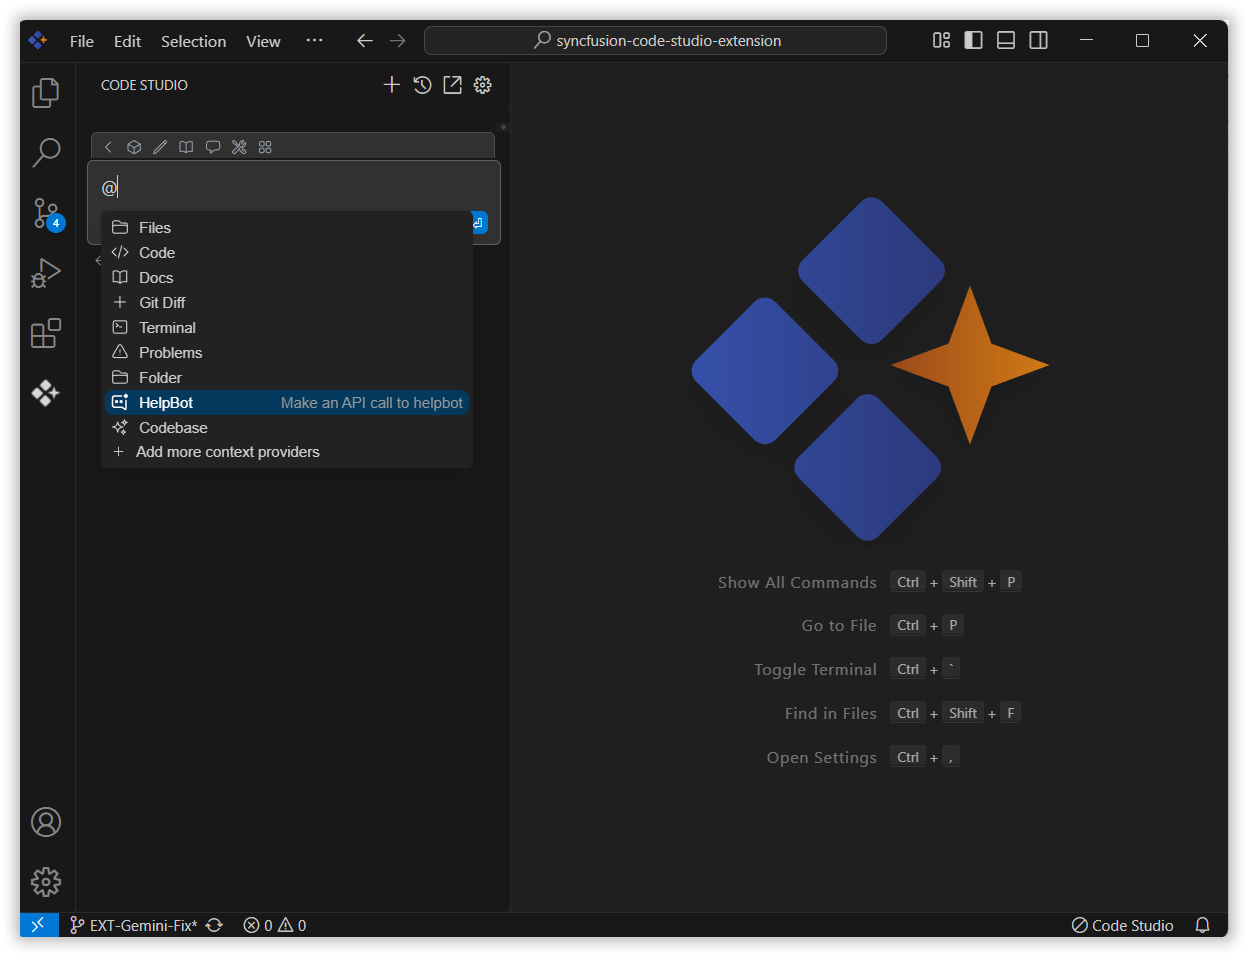 File Edit Selection View ··· syncfusion-code-studio-extension
CODE STUDIO
@
Files
4
Code
Docs
Git Diff
Terminal
Problems
Folder
HelpBot Make an API call to helpbot
Codebase
+ Add more context providers
Show All Commands Ctrl + Shift + P
Go to File Ctrl + P
Toggle Terminal Ctrl + `
Find in Files Ctrl + Shift + F
Open Settings Ctrl + ,
EXT-Gemini-Fix* 0 0 Code Studio